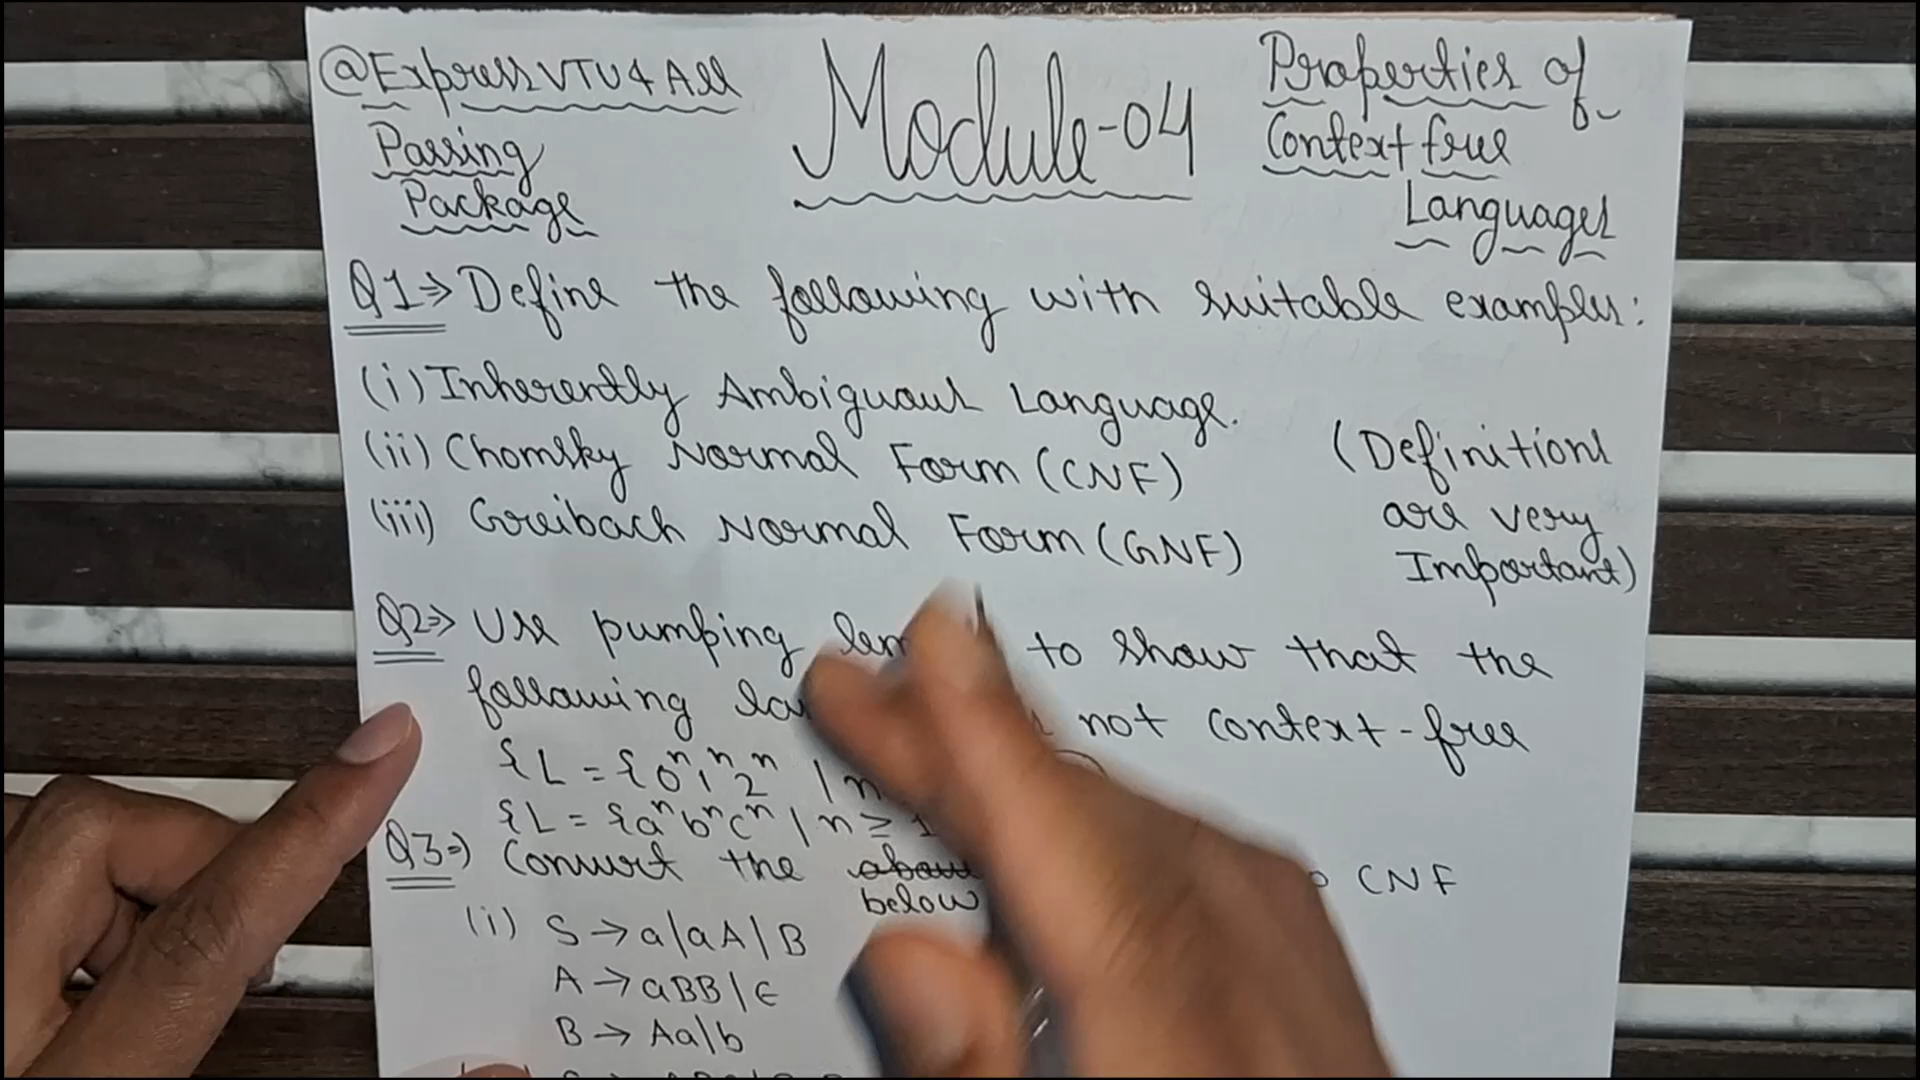 @ExpressVTU4All
Passing
Package
Module-04
Properties of
Context free
Languages
Q1⇒ Define the following with suitable examples:
(i) Inherently Ambiguous Language.
(ii) Chomsky Normal Form (CNF)
(iii) Greibach Normal Form (GNF)
(Definitions
are very
Important)
Q2⇒ Use pumping to show that the
following not context-free
{L = {0ⁿ1ⁿ2ⁿ | n
{L = {aⁿbⁿcⁿ | n ≥ 1
Q3⇒ Convert the CNF
below
(i) S → a|aA|B
A → aBB|ϵ
B → Aa|b